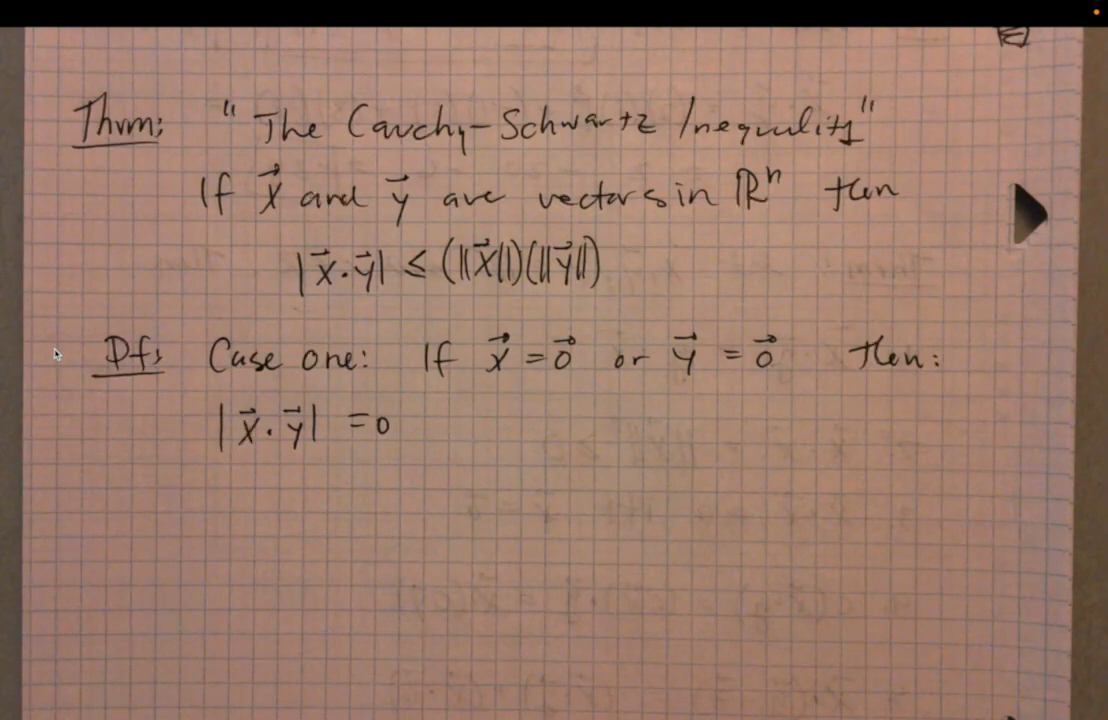 Thrm: "The Cauchy-Schwartz Inequality"
If x⃗ and y⃗ are vectors in ℝⁿ then
|x⃗·y⃗| ≤ (||x⃗||)(||y⃗||)
Pf: Case one: If x⃗ = 0⃗ or y⃗ = 0⃗ then:
|x⃗·y⃗| = 0